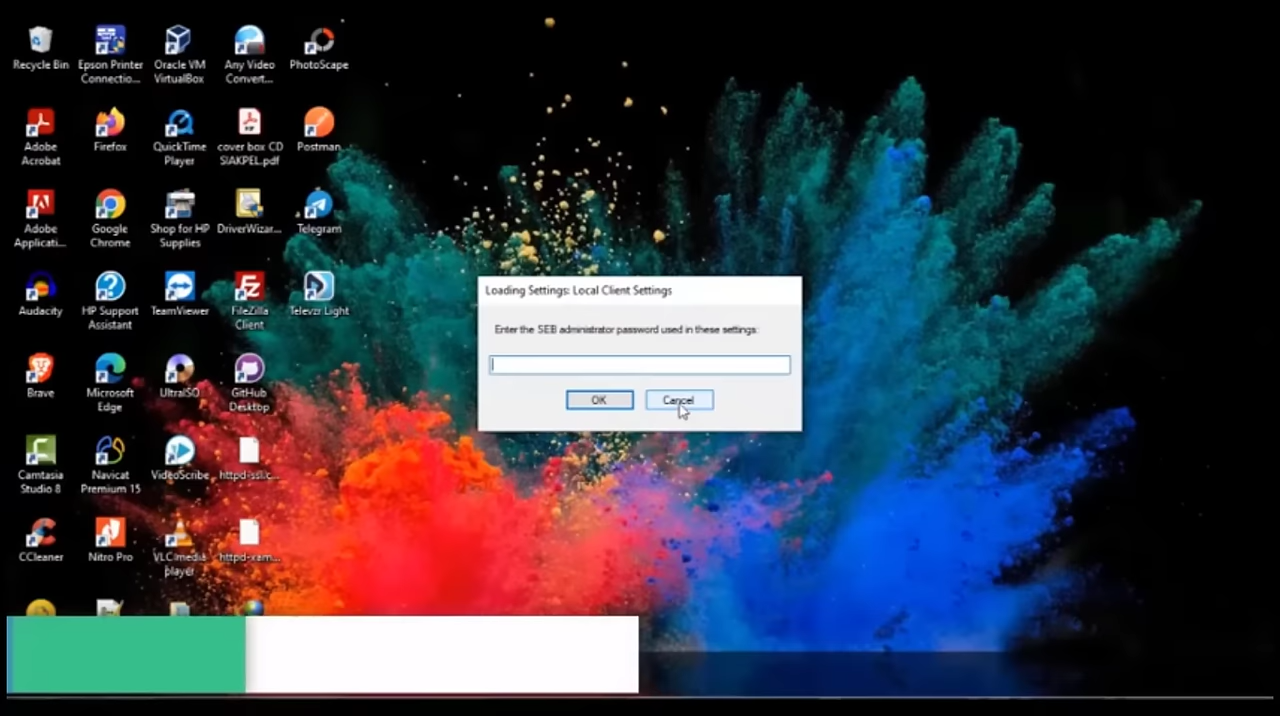 Recycle Bin
Epson Printer
Connectio...
Oracle VM
VirtualBox
Any Video
Convert...
PhotoScape
Adobe
Acrobat
Firefox
QuickTime
Player
cover box CD
SIAKPEL.pdf
Postman
Adobe
Applicati...
Google
Chrome
Shop for HP
Supplies
DriverWizar...
Telegram
Audacity
HP Support
Assistant
TeamViewer
FileZilla
Client
Televzr Light
Brave
Microsoft
Edge
UltraISO
GitHub
Desktop
Camtasia
Studio 8
Navicat
Premium 15
VideoScribe
httpd-ssl.c...
CCleaner
Nitro Pro
VLC media
player
httpd-xam...
Loading Settings: Local Client Settings
Enter the SEB administrator password used in these settings:
OK
Cancel